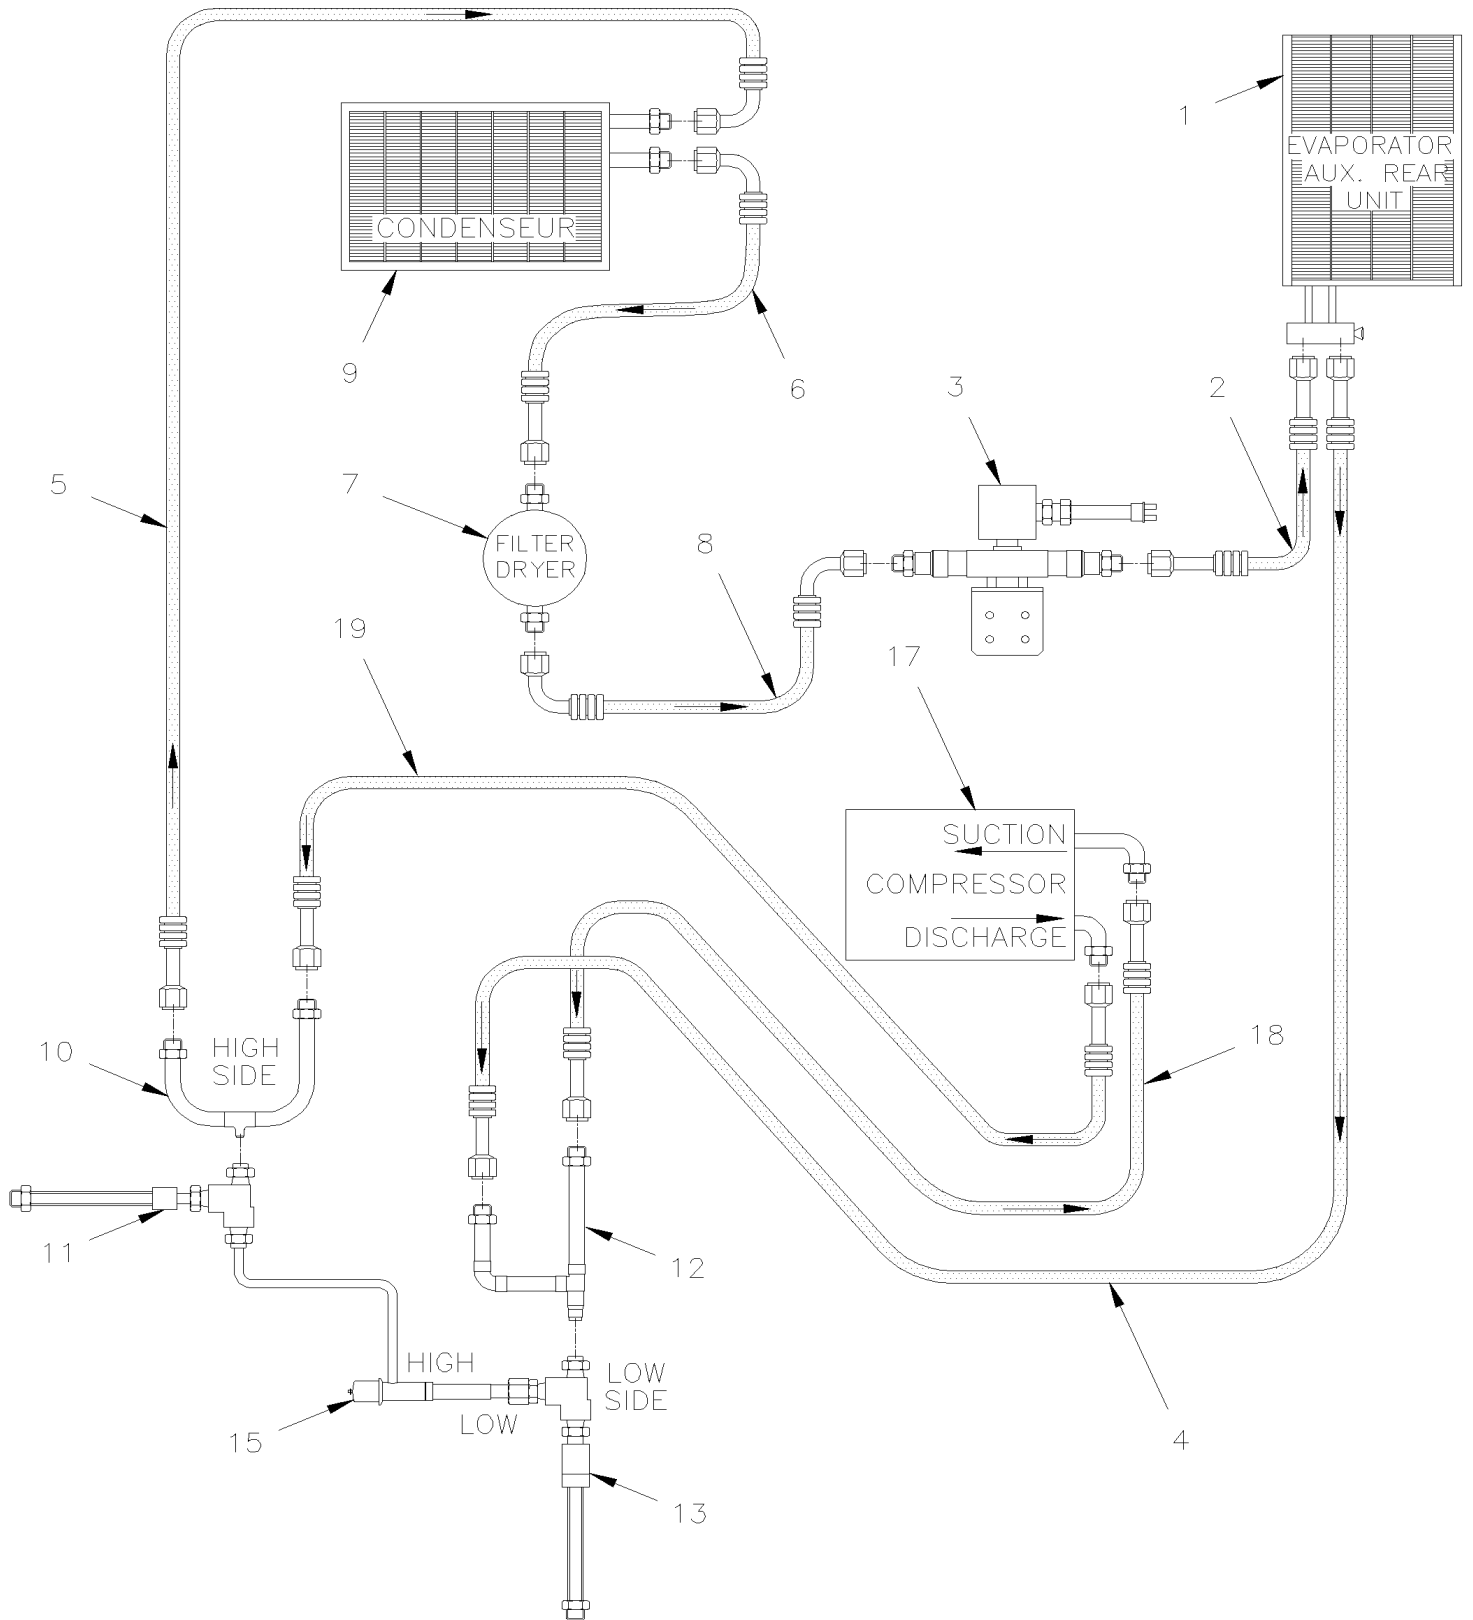 1
EVAPORATOR
AUX. REAR
UNIT
CONDENSEUR
9
6
3
2
5
7
FILTER
DRYER
8
19
17
SUCTION
COMPRESSOR
DISCHARGE
10
HIGH
SIDE
18
11
12
HIGH
LOW
SIDE
LOW
15
4
13